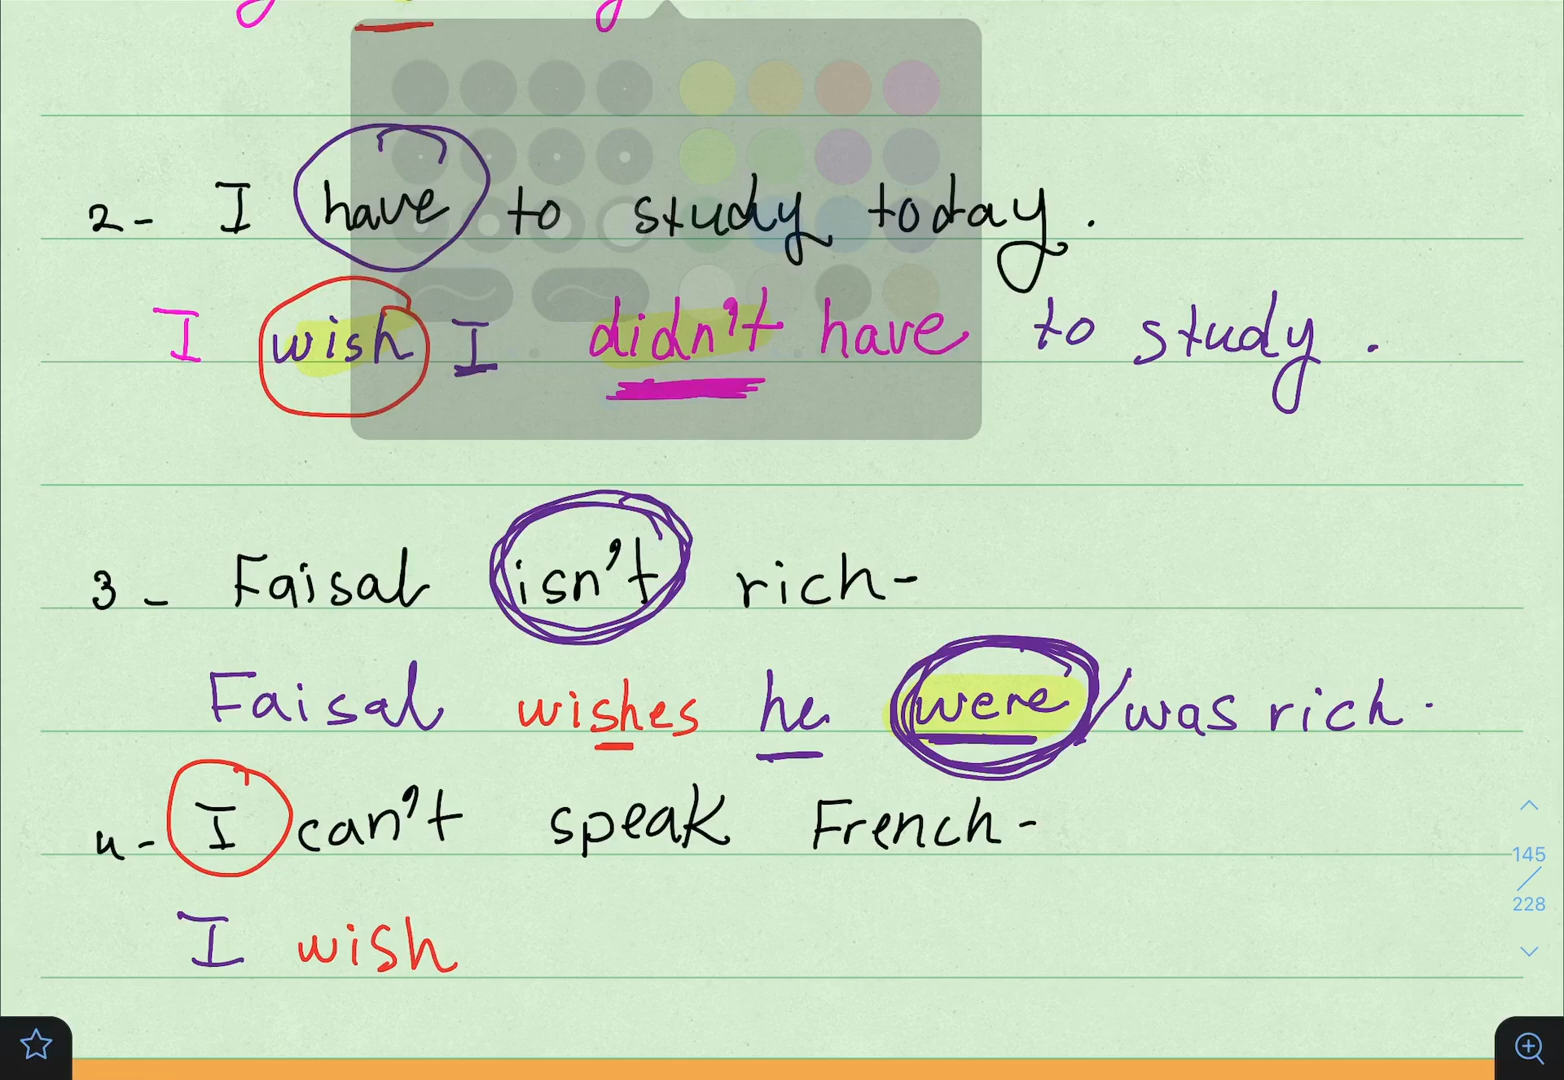 2- I have to study today.
I wish I didn't have to study.
3- Faisal isn't rich-
Faisal wishes he were/was rich.
4- I can't speak French-
I wish
145
/
228